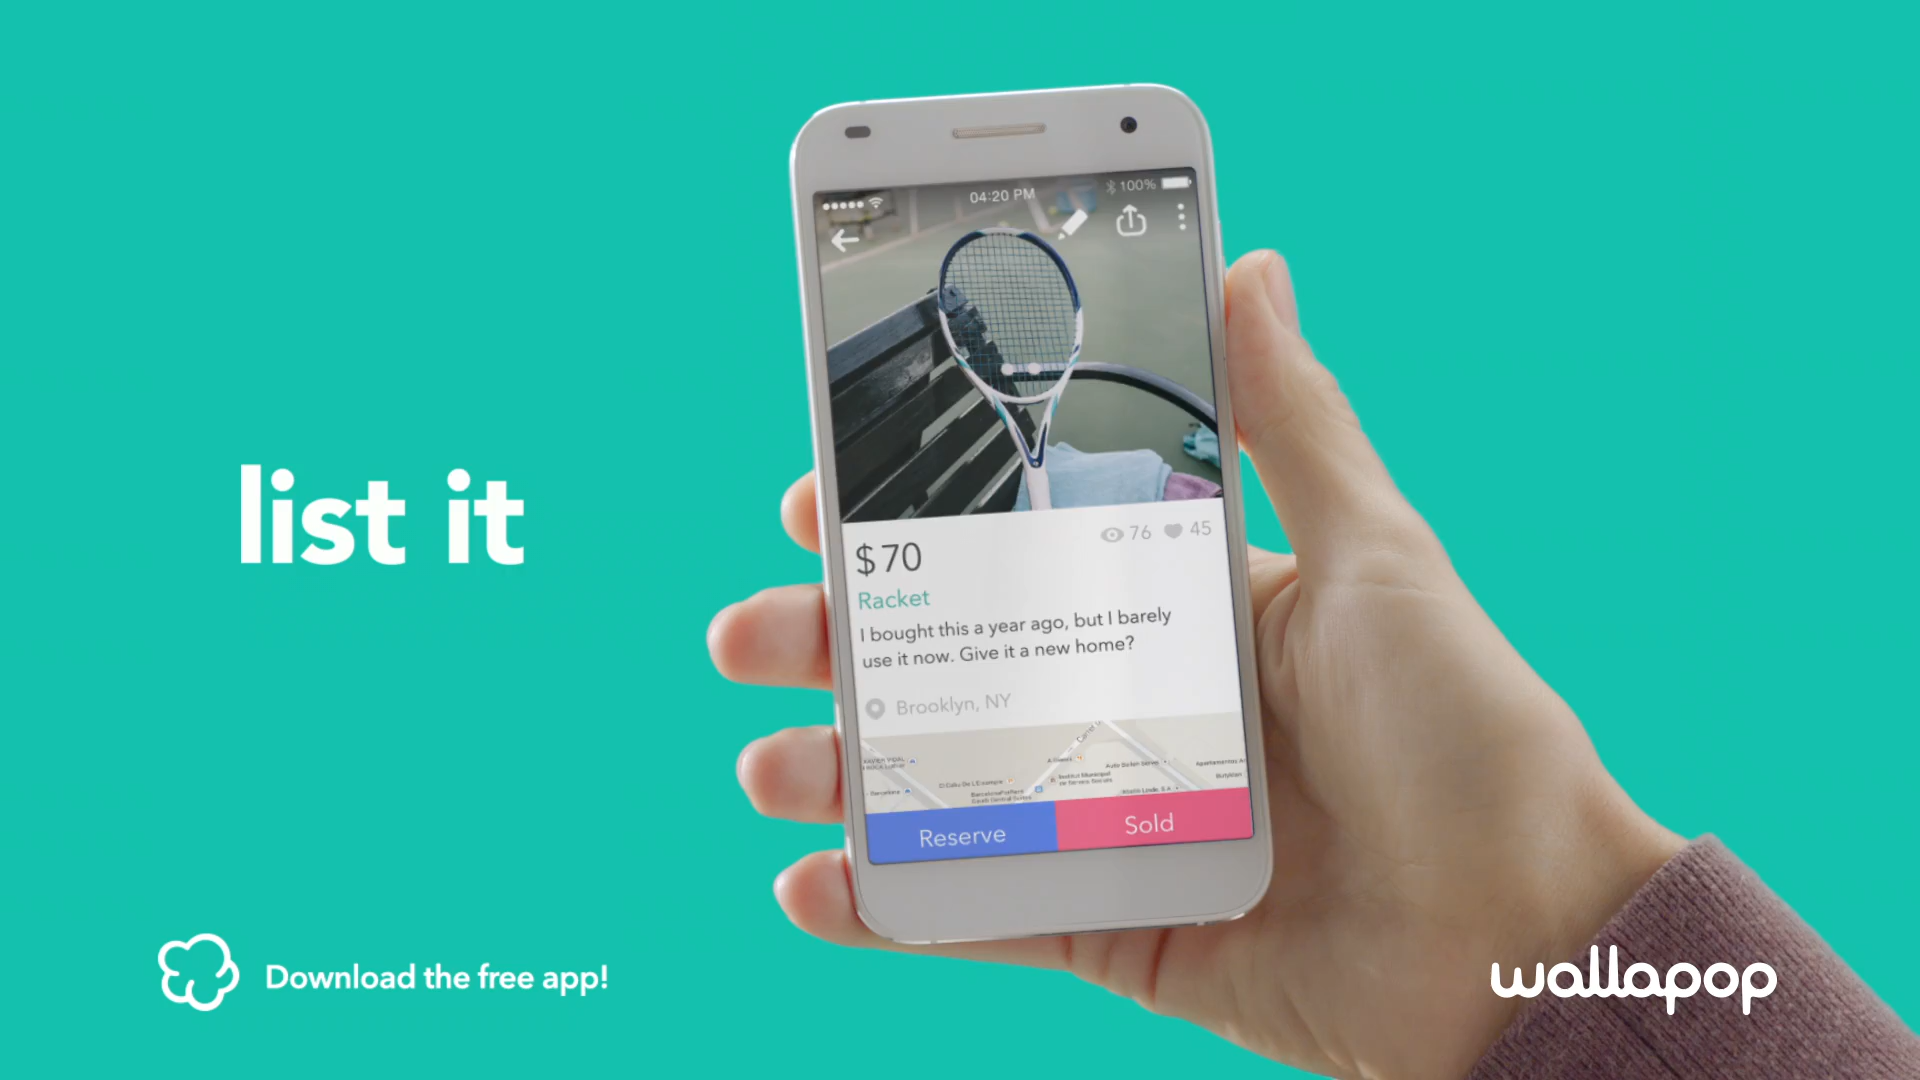 04:20 PM
100%
76 45
$70
Racket
I bought this a year ago, but I barely
use it now. Give it a new home?
Brooklyn, NY
Barcelona
Reserve
Sold
list it
Download the free app!
wallapop